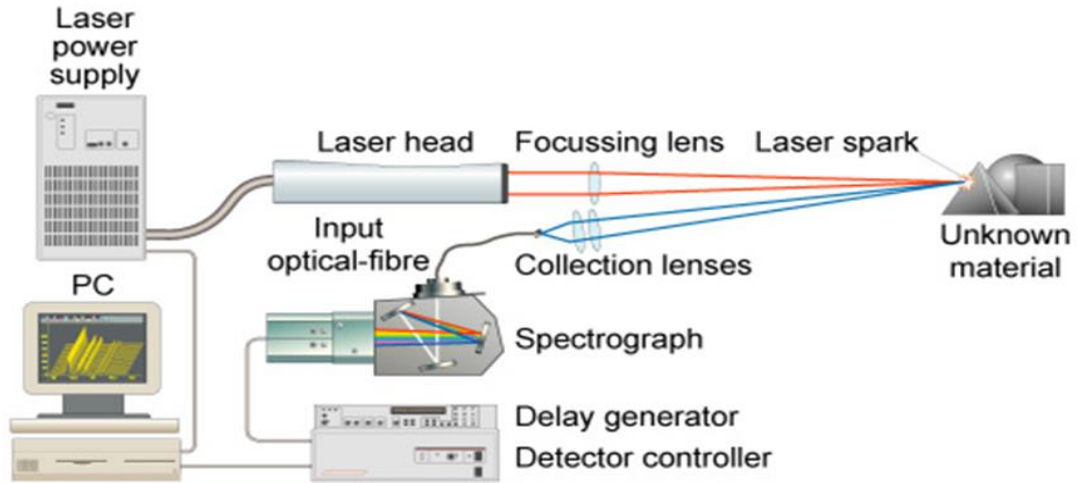 Laser
power
supply
Laser head
Focussing lens
Laser spark
Input
optical-fibre
Collection lenses
Unknown
material
PC
Spectrograph
Delay generator
Detector controller